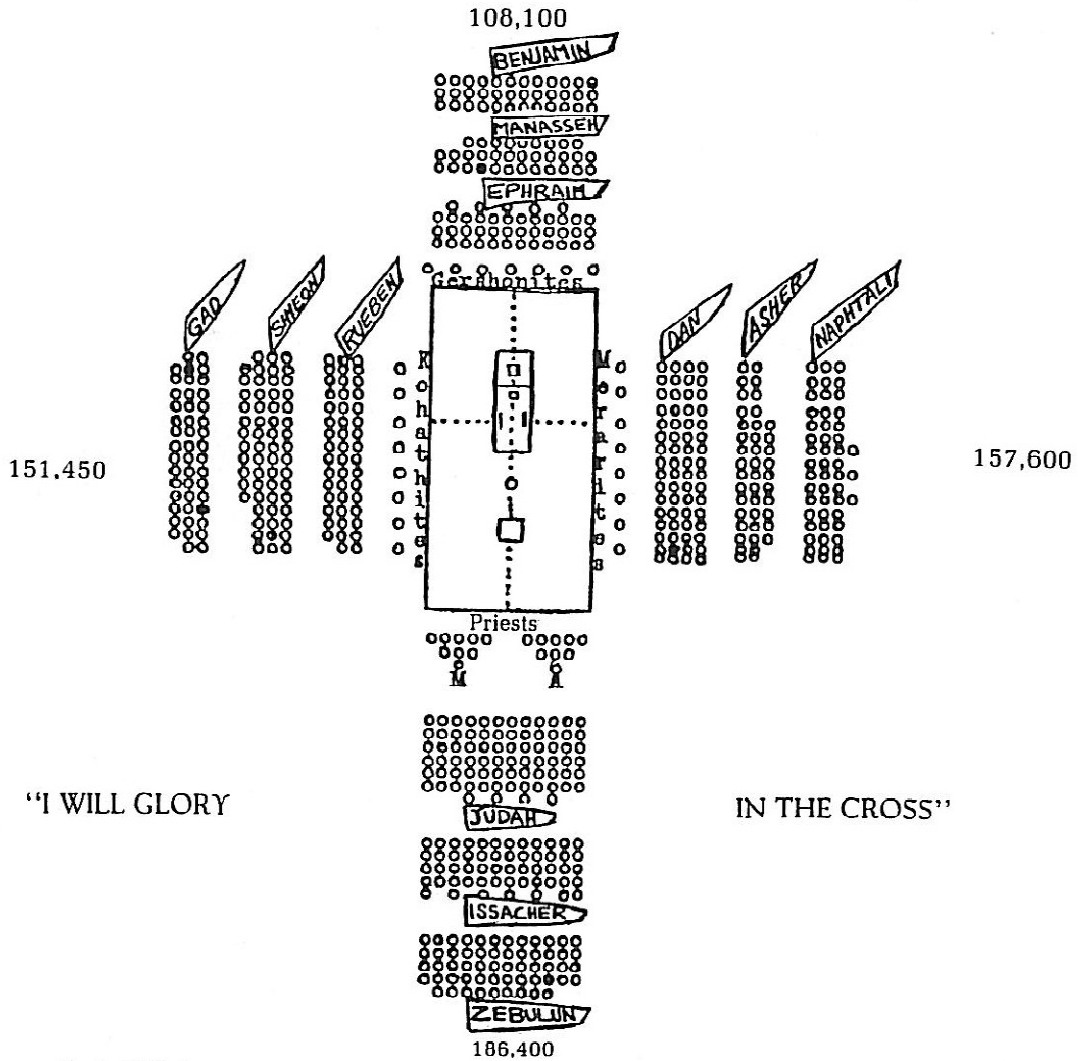 108,100
BENJAMIN
MANASSEH
EPHRAIM
Gershonites
GAD
SIMEON
RUEBEN
DAN
ASHER
NAPHTALI
Kohathites
Merarites
151,450
157,600
Priests
M A
"I WILL GLORY
IN THE CROSS"
JUDAH
ISSACHER
ZEBULUN
186,400